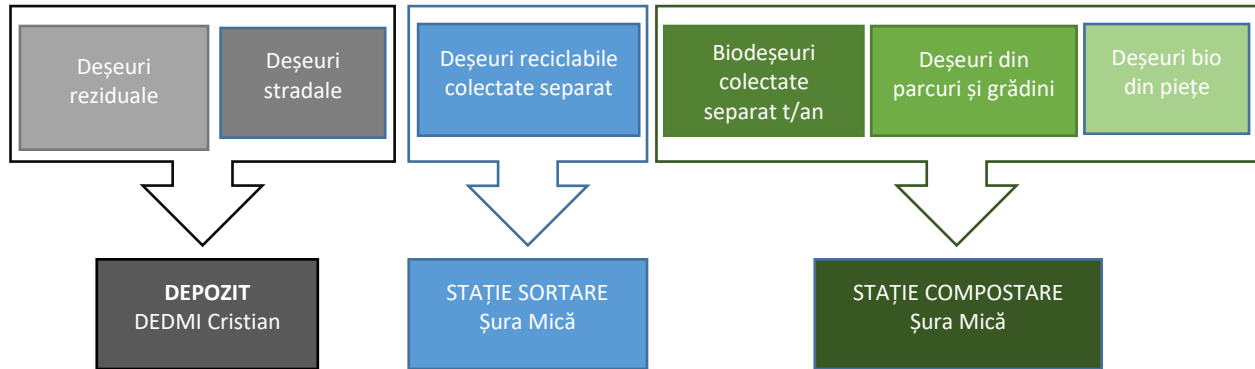 Deșeuri
reziduale
Deșeuri
stradale
Deșeuri reciclabile
colectate separat
Biodeșeuri
colectate
separat t/an
Deșeuri din
parcuri și grădini
Deșeuri bio
din piețe
DEPOZIT
DEDMI Cristian
STAȚIE SORTARE
Șura Mică
STAȚIE COMPOSTARE
Șura Mică